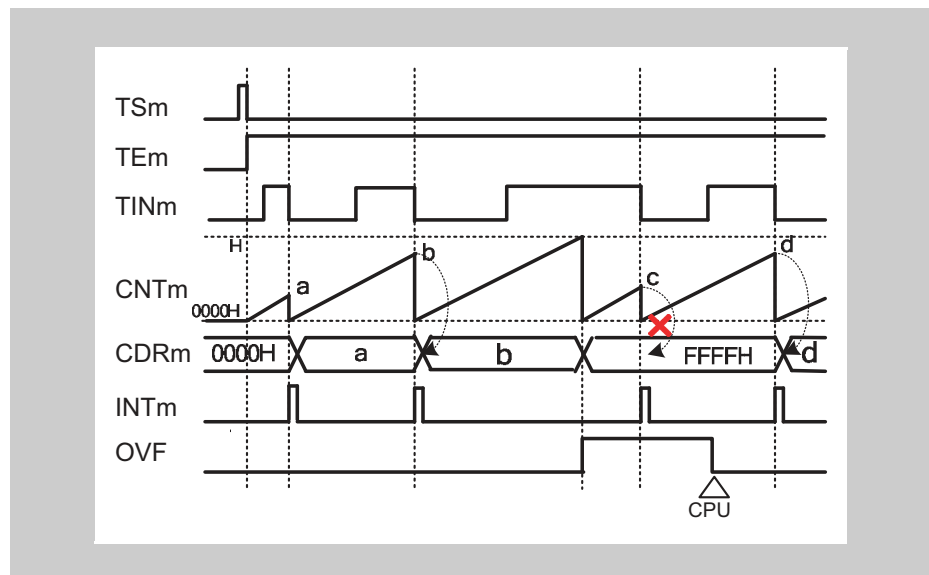 TSm
TEm
TINm
H
CNTm
a
b
c
d
0000H
CDRm
0000H
a
b
FFFFH
d
INTm
OVF
CPU